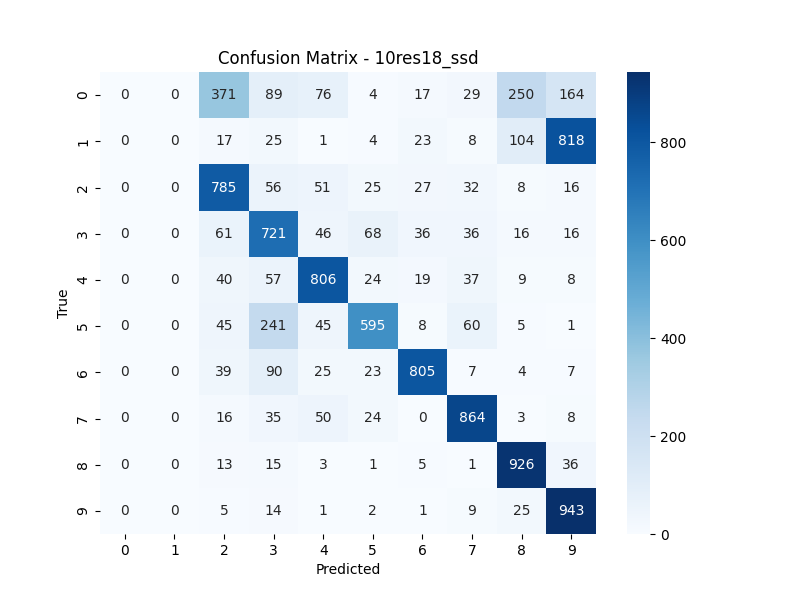 Confusion Matrix - 10res18_ssd
0 0 0 371 89 76 4 17 29 250 164
1 0 0 17 25 1 4 23 8 104 818
2 0 0 785 56 51 25 27 32 8 16
3 0 0 61 721 46 68 36 36 16 16
4 0 0 40 57 806 24 19 37 9 8
5 0 0 45 241 45 595 8 60 5 1
6 0 0 39 90 25 23 805 7 4 7
7 0 0 16 35 50 24 0 864 3 8
8 0 0 13 15 3 1 5 1 926 36
9 0 0 5 14 1 2 1 9 25 943
0 1 2 3 4 5 6 7 8 9
Predicted
True
800
600
400
200
0